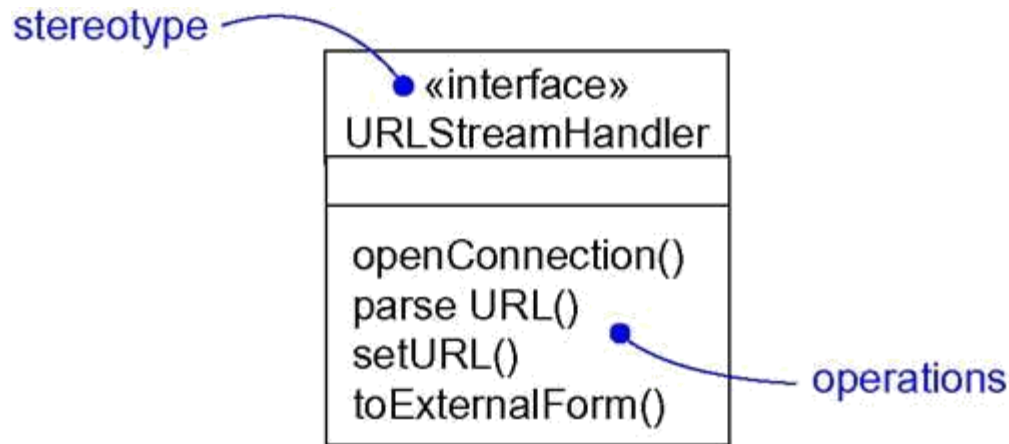 stereotype
«interface»
URLStreamHandler
openConnection()
parse URL()
setURL()
toExternalForm()
operations